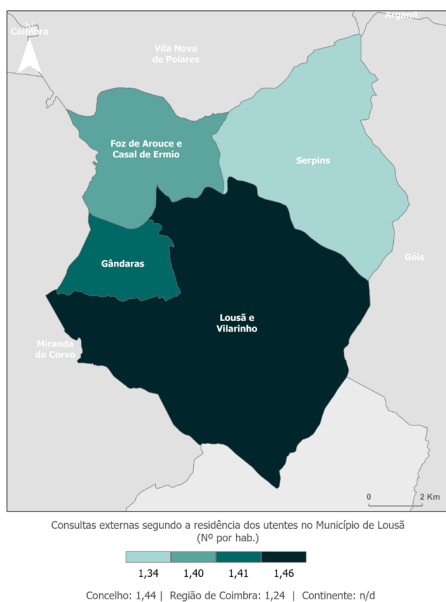 Coimbra
Arganil
Vila Nova
de Poiares
Foz de Arouce e
Casal de Ermio
Serpins
Góis
Gândaras
Lousã e
Vilarinho
Miranda
do Corvo
0 2 Km
Consultas externas segundo a residência dos utentes no Município de Lousã
(Nº por hab.)
1,34 1,40 1,41 1,46
Concelho: 1,44 | Região de Coimbra: 1,24 | Continente: n/d